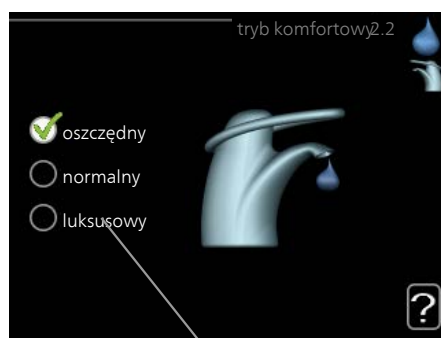 tryb komfortowy2.2
oszczędny
normalny
luksusowy
?